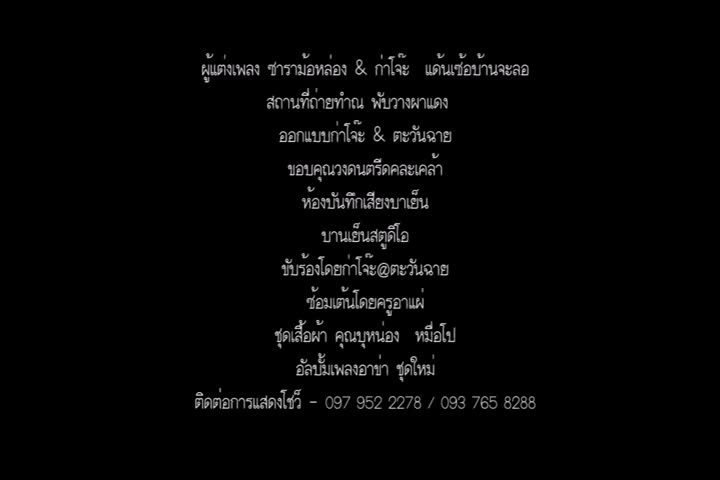 ผู้แต่งเพลง ซาราม้อหล่อง & ก่าโจ๊ะ แด้นเซ้อบ้านจะลอ
สถานที่ถ่ายทำณ พับวางผาแดง
ออกแบบก่าโจ๊ะ & ตะวันฉาย
ขอบคุณวงดนตรีดคละเคล้า
ห้องบันทึกเสียงบาเย็น
บานเย็นสตูดิโอ
ขับร้องโดยก่าโจ๊ะ@ตะวันฉาย
ซ้อมเต้นโดยครูอาแผ่
ชุดเสื้อผ้า คุณบุหน่อง หมื่อโป
อัลบั้มเพลงอาข่า ชุดใหม่
ติดต่อการแสดงโชว์ - 097 952 2278 / 093 765 8288